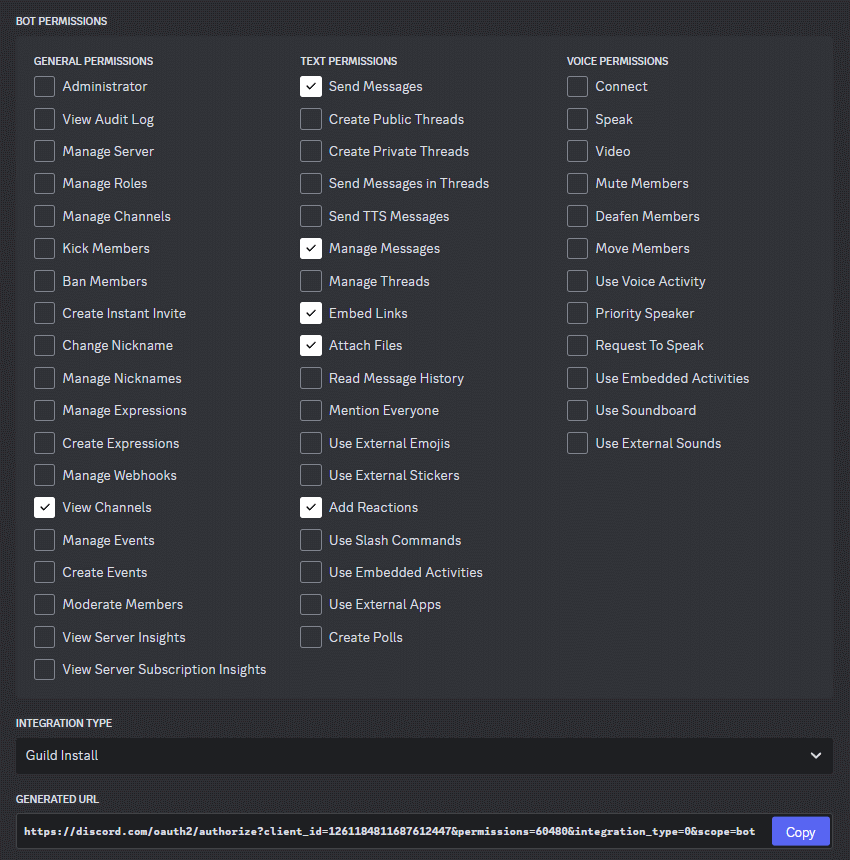 BOT PERMISSIONS
GENERAL PERMISSIONS
Administrator
View Audit Log
Manage Server
Manage Roles
Manage Channels
Kick Members
Ban Members
Create Instant Invite
Change Nickname
Manage Nicknames
Manage Expressions
Create Expressions
Manage Webhooks
View Channels
Manage Events
Create Events
Moderate Members
View Server Insights
View Server Subscription Insights
TEXT PERMISSIONS
Send Messages
Create Public Threads
Create Private Threads
Send Messages in Threads
Send TTS Messages
Manage Messages
Manage Threads
Embed Links
Attach Files
Read Message History
Mention Everyone
Use External Emojis
Use External Stickers
Add Reactions
Use Slash Commands
Use Embedded Activities
Use External Apps
Create Polls
VOICE PERMISSIONS
Connect
Speak
Video
Mute Members
Deafen Members
Move Members
Use Voice Activity
Priority Speaker
Request To Speak
Use Embedded Activities
Use Soundboard
Use External Sounds
INTEGRATION TYPE
Guild Install
GENERATED URL
https://discord.com/oauth2/authorize?client_id=1261184811687612447&permissions=60480&integration_type=0&scope=bot
Copy